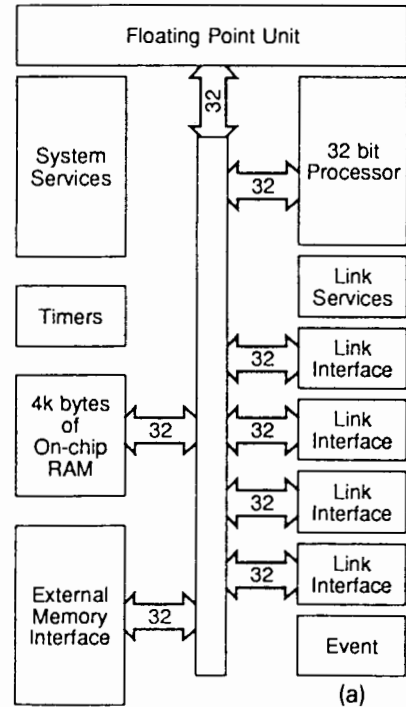 Floating Point Unit
32
System
Services
32 bit
Processor
32
Link
Services
Timers
Link
Interface
32
4k bytes
of
On-chip
RAM
32
32
Link
Interface
Link
Interface
32
Link
Interface
32
External
Memory
Interface
32
Event
(a)